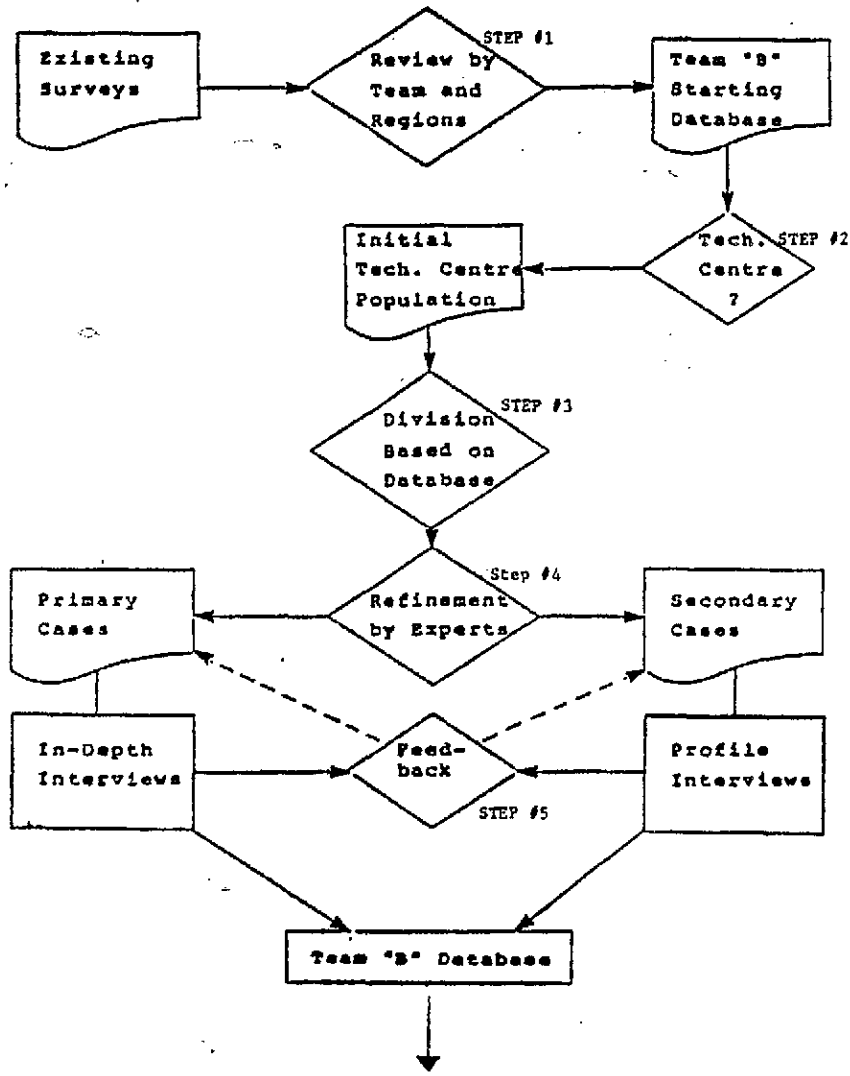 Existing
Surveys
STEP #1
Review by
Team and
Regions
Team "B"
Starting
Database
STEP #2
Tech.
Centre
?
Initial
Tech. Centre
Population
STEP #3
Division
Based on
Database
Step #4
Refinement
by Experts
Primary
Cases
Secondary
Cases
In-Depth
Interviews
Feed-
back
STEP #5
Profile
Interviews
Team "B" Database